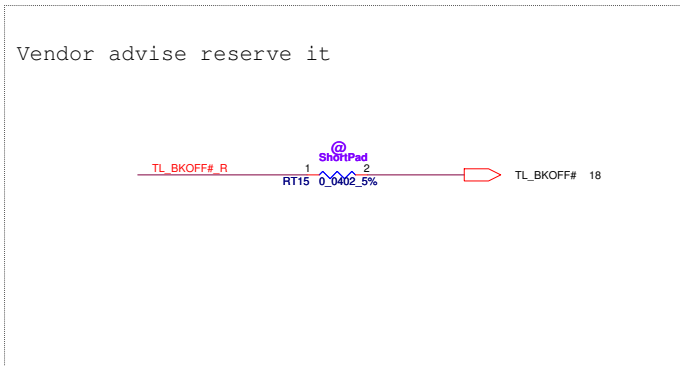 Vendor advise reserve it
@
ShortPad
TL_BKOFF#_R 1 2 TL_BKOFF# 18
RT15 0_0402_5%